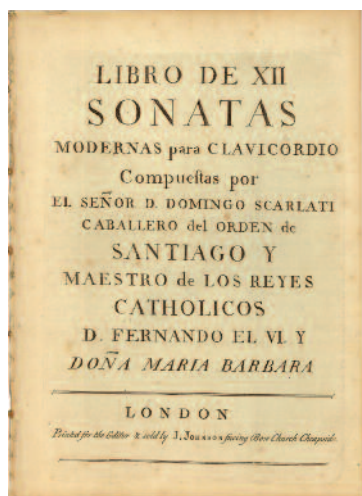 LIBRO DE XII
SONATAS
MODERNAS para CLAVICORDIO
Compuestas por
EL SEÑOR D. DOMINGO SCARLATI
CABALLERO del ORDEN de
SANTIAGO Y
MAESTRO de LOS REYES
CATHOLICOS
D. FERNANDO EL VI. Y
DOÑA MARIA BARBARA
LONDON
Printed for the Editor & sold by J. JOHNSON facing Bow Church Cheapside